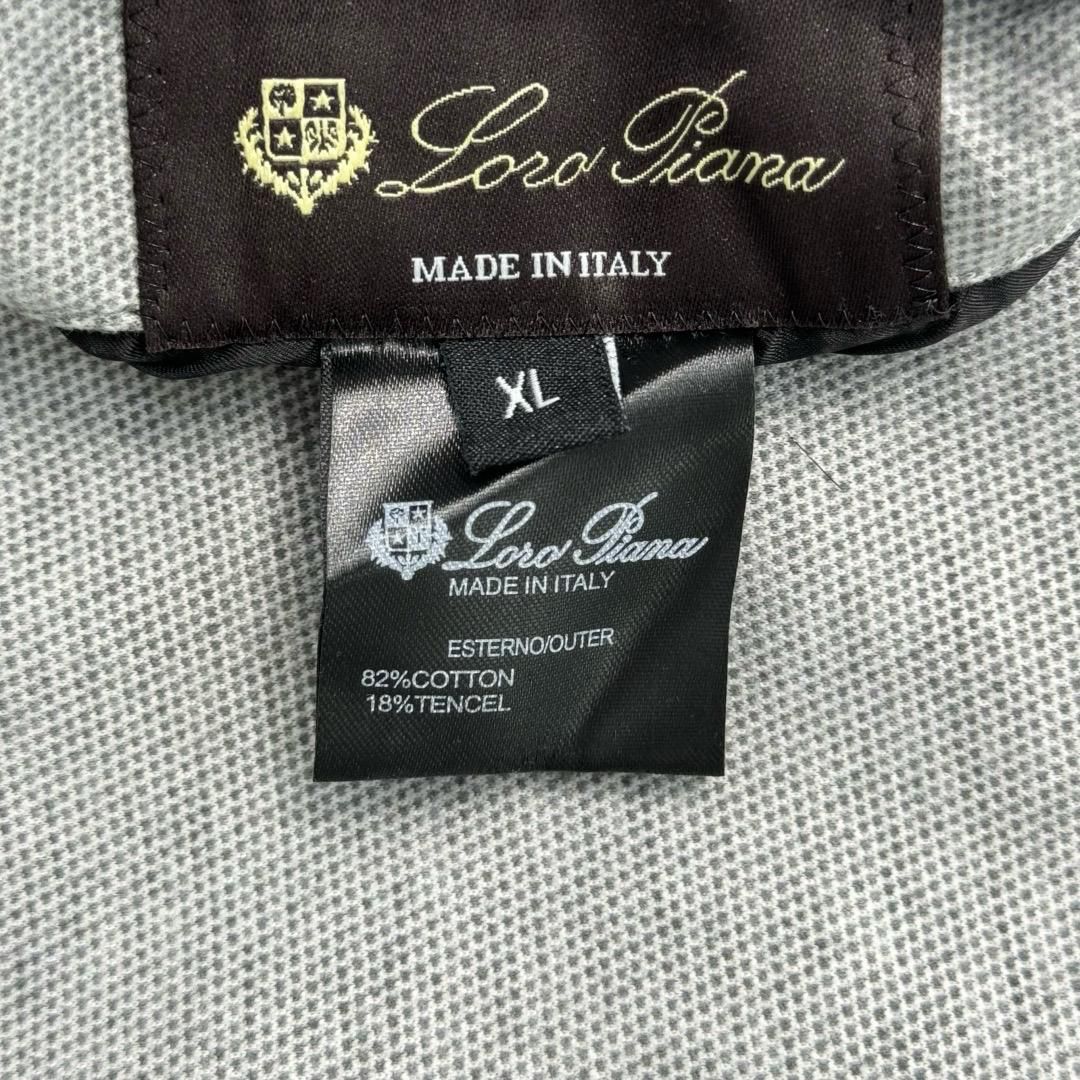 Loro Piana
MADE IN ITALY
XL
Loro Piana
MADE IN ITALY
ESTERNO/OUTER
82%COTTON
18%TENCEL